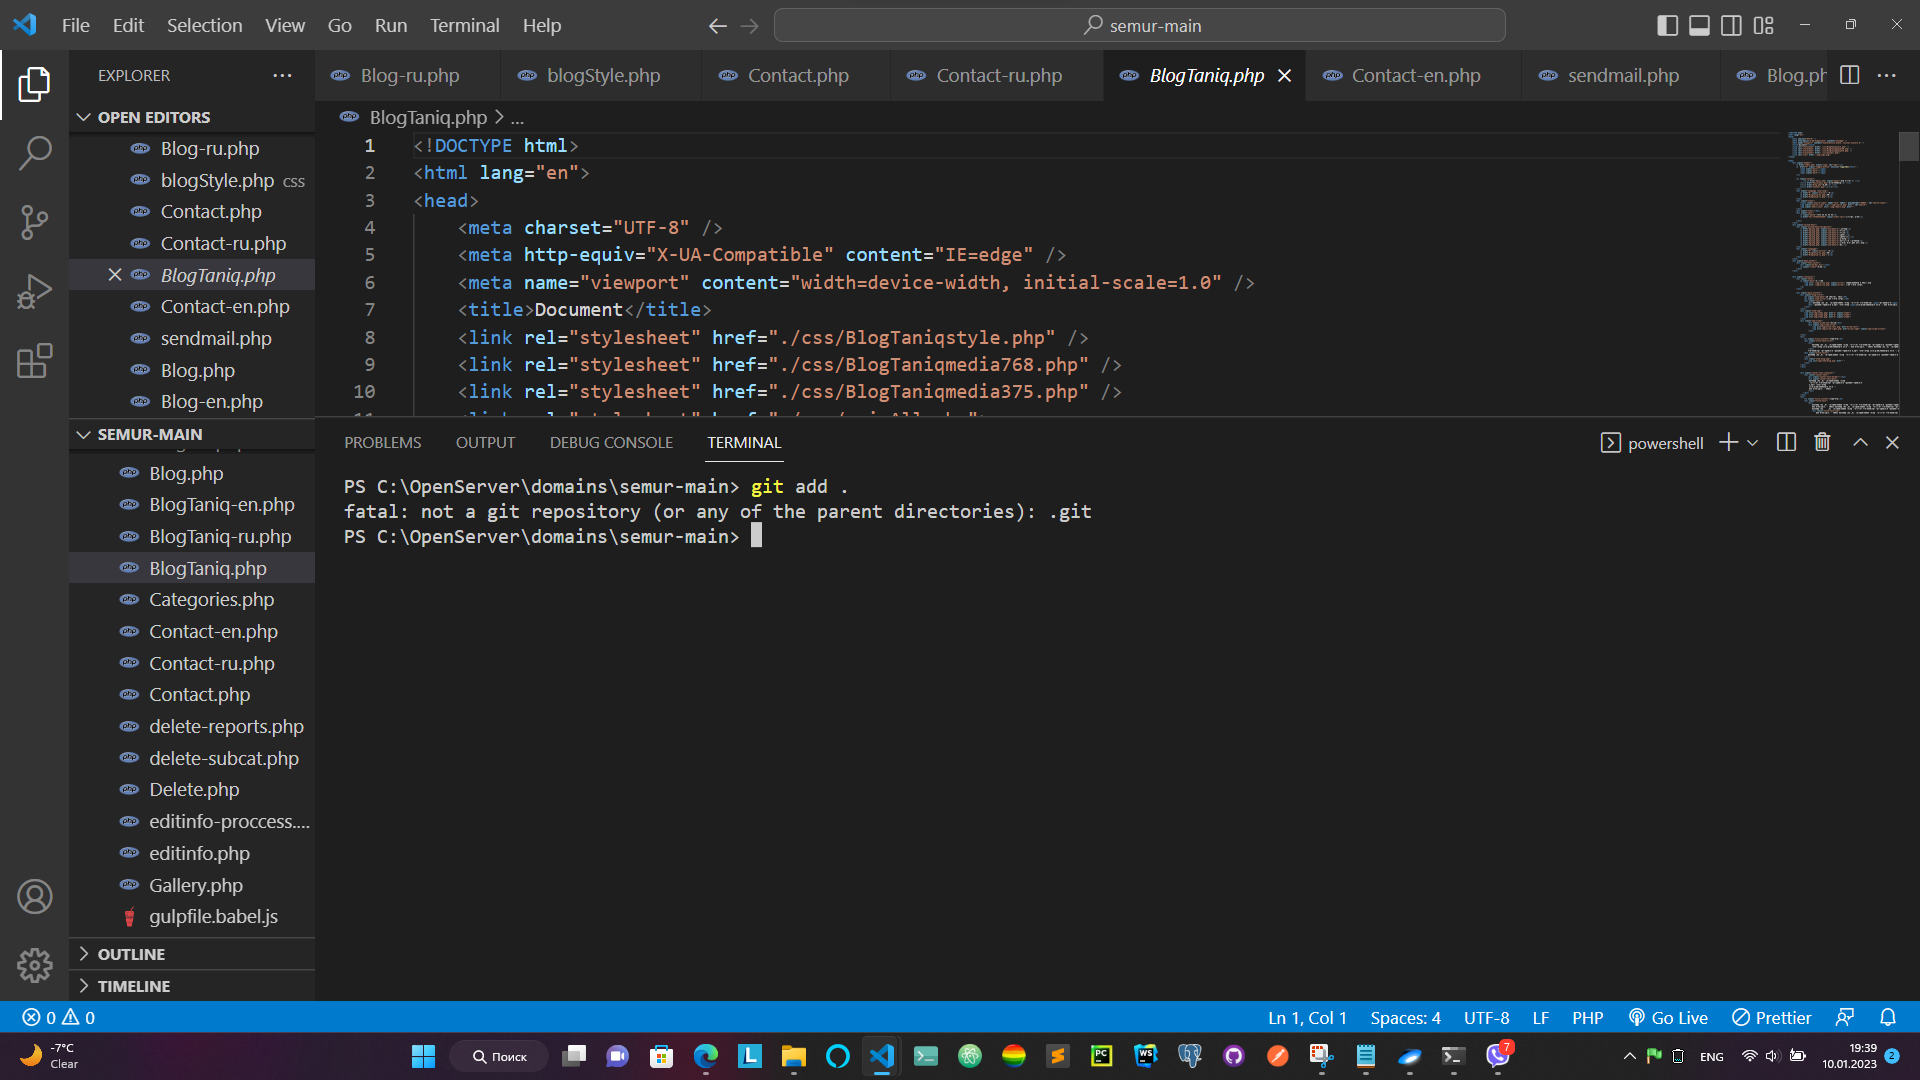 File Edit Selection View Go Run Terminal Help
semur-main
EXPLORER
Blog-ru.php blogStyle.php Contact.php Contact-ru.php BlogTaniq.php Contact-en.php sendmail.php Blog.ph
OPEN EDITORS
Blog-ru.php
blogStyle.php css
Contact.php
Contact-ru.php
BlogTaniq.php
Contact-en.php
sendmail.php
Blog.php
Blog-en.php
SEMUR-MAIN
Blog.php
BlogTaniq-en.php
BlogTaniq-ru.php
BlogTaniq.php
Categories.php
Contact-en.php
Contact-ru.php
Contact.php
delete-reports.php
delete-subcat.php
Delete.php
editinfo-proccess....
editinfo.php
Gallery.php
gulpfile.babel.js
OUTLINE
TIMELINE
BlogTaniq.php > ...
1 <!DOCTYPE html>
2 <html lang="en">
3 <head>
4 <meta charset="UTF-8" />
5 <meta http-equiv="X-UA-Compatible" content="IE=edge" />
6 <meta name="viewport" content="width=device-width, initial-scale=1.0" />
7 <title>Document</title>
8 <link rel="stylesheet" href="./css/BlogTaniqstyle.php" />
9 <link rel="stylesheet" href="./css/BlogTaniqmedia768.php" />
10 <link rel="stylesheet" href="./css/BlogTaniqmedia375.php" />
PROBLEMS OUTPUT DEBUG CONSOLE TERMINAL
powershell
PS C:\OpenServer\domains\semur-main> git add .
fatal: not a git repository (or any of the parent directories): .git
PS C:\OpenServer\domains\semur-main>
0 0
Ln 1, Col 1 Spaces: 4 UTF-8 LF PHP Go Live Prettier
-7°C
Clear
Поиск
7
ENG
19:39
10.01.2023
2